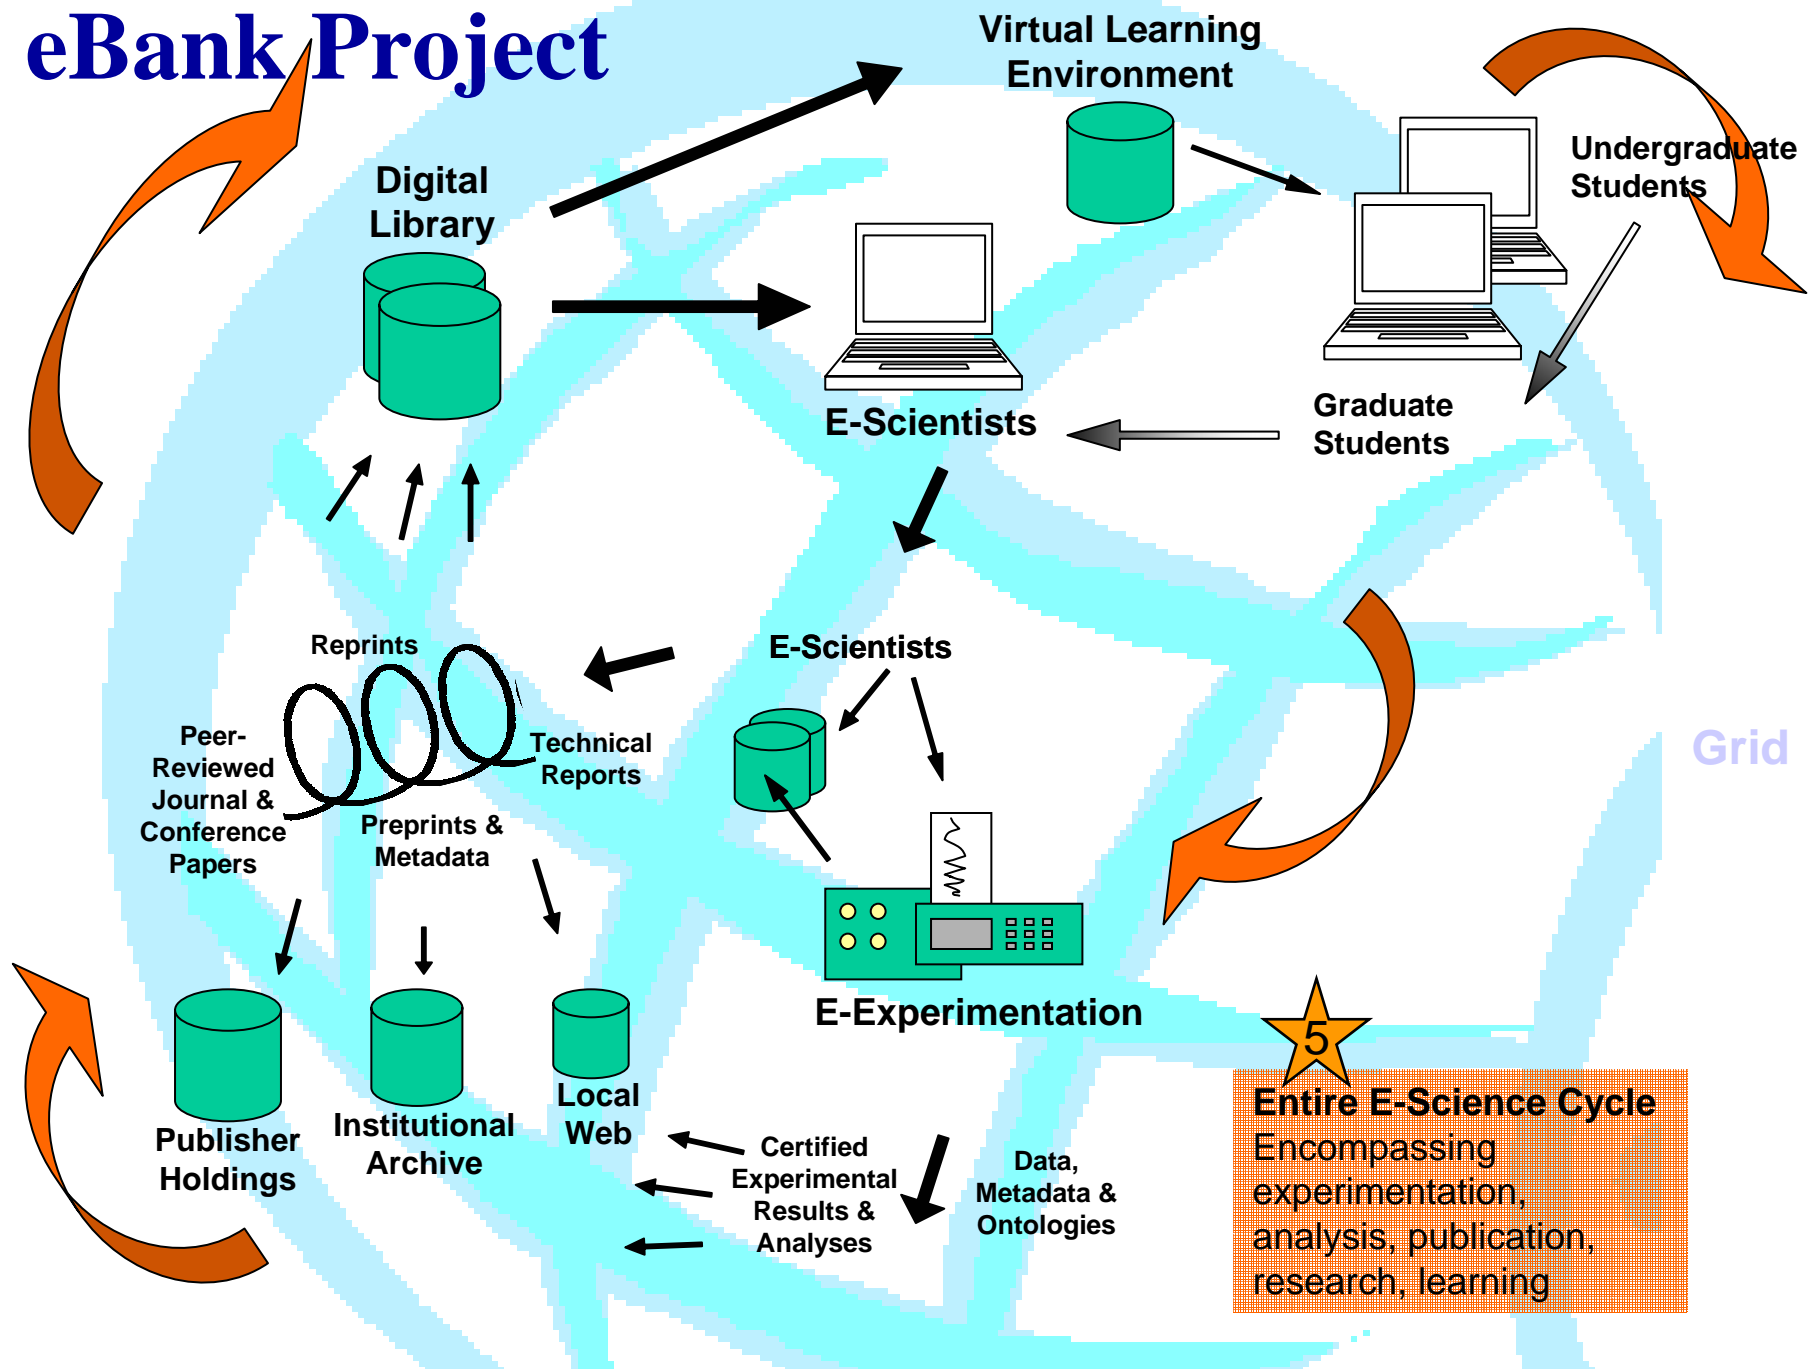 eBank Project
Virtual Learning
Environment
Undergraduate
Students
Digital
Library
E-Scientists
Graduate
Students
Reprints
E-Scientists
Peer-
Reviewed
Journal &
Conference
Papers
Technical
Reports
Preprints &
Metadata
Grid
E-Experimentation
5
Publisher
Holdings
Institutional
Archive
Local
Web
Certified
Experimental
Results &
Analyses
Data,
Metadata &
Ontologies
Entire E-Science Cycle
Encompassing
experimentation,
analysis, publication,
research, learning